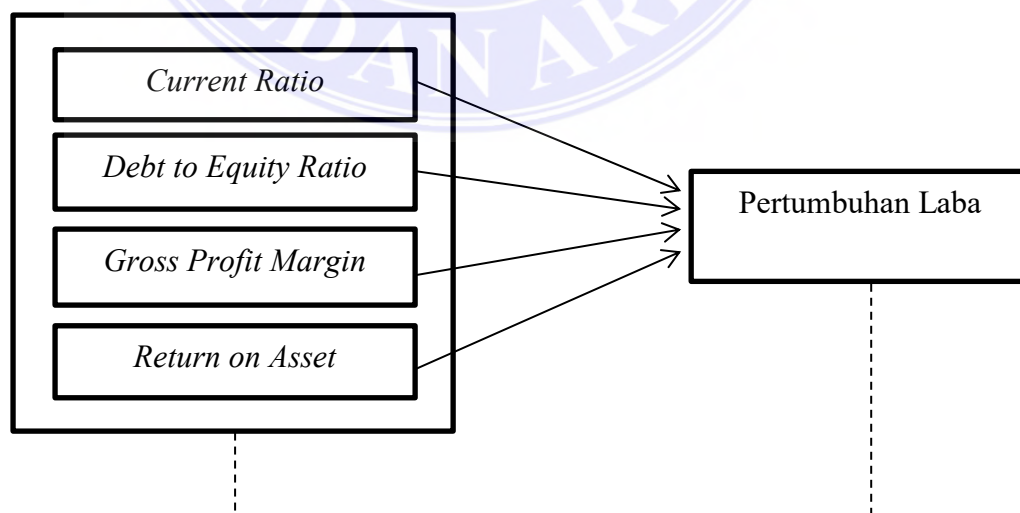 Current Ratio
Debt to Equity Ratio
Pertumbuhan Laba
Gross Profit Margin
Return on Asset